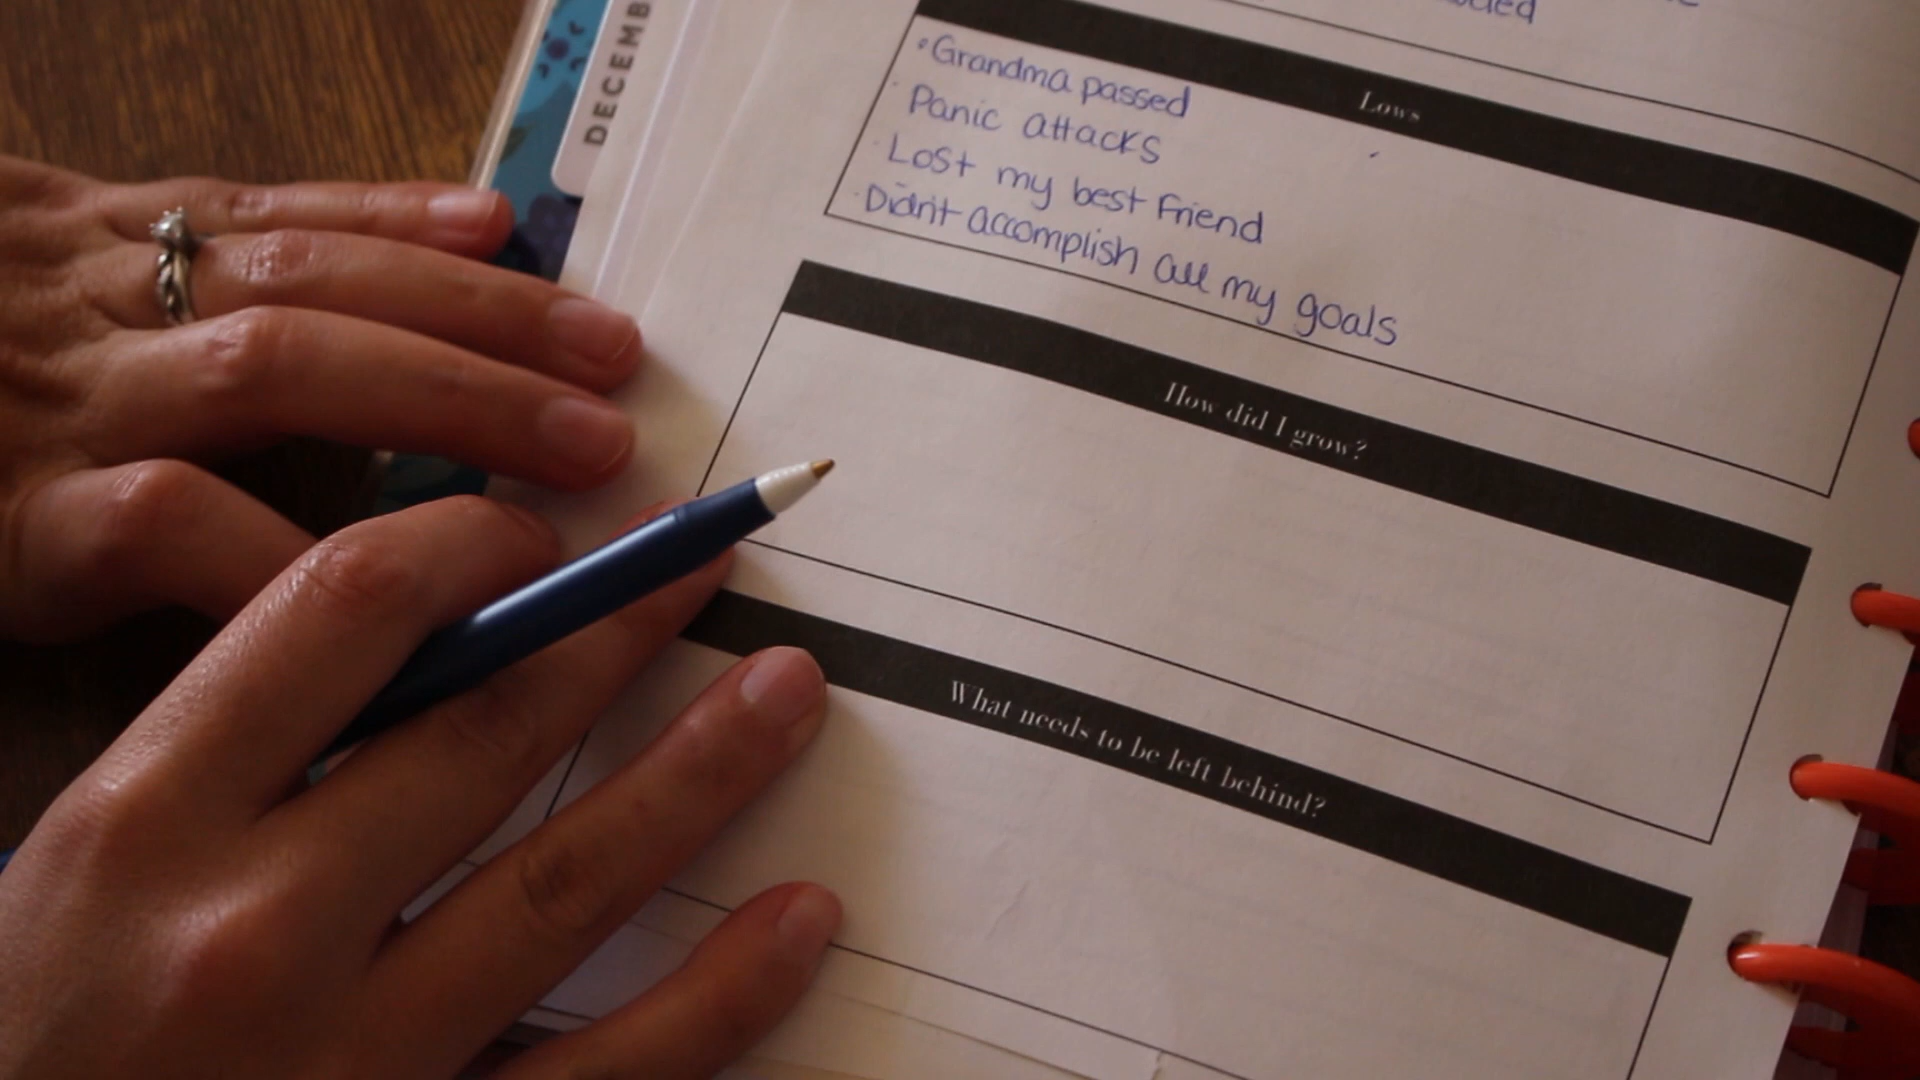 Lows
• Grandma passed
· Panic attacks
· Lost my best friend
· Didn't accomplish all my goals
How did I grow?
What needs to be left behind?
DECEMB